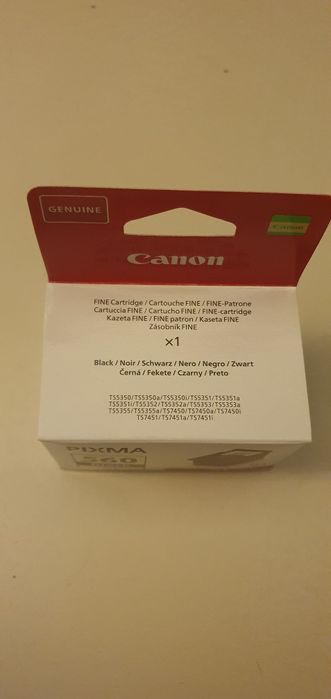 GENUINE
Canon
Canon
FINE Cartridge / Cartouche FINE / FINE-Patrone
Cartuccia FINE / Cartucho FINE / FINE-cartridge
Kazeta FINE / FINE patron / Kaseta FINE
Zásobník FINE
x1
Black / Noir / Schwarz / Nero / Negro / Zwart
Černá / Fekete / Czarny / Preto
TS5350/TS5350a/TS5350i/TS5351/TS5351a
TS5351i/TS5352/TS5352a/TS5353/TS5353a
TS5355/TS5355a/TS7450/TS7450a/TS7450i
TS7451/TS7451a/TS7451i
PIXMA
560